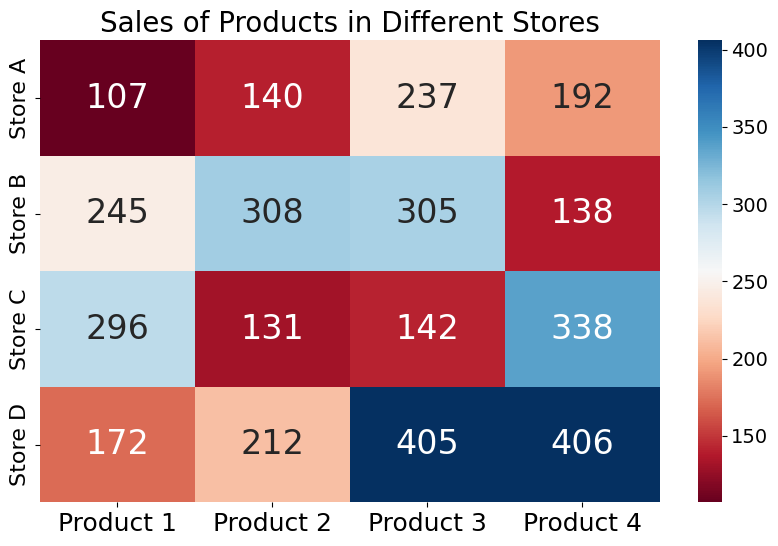 Sales of Products in Different Stores
Store A
107 140 237 192
Store B
245 308 305 138
Store C
296 131 142 338
Store D
172 212 405 406
Product 1 Product 2 Product 3 Product 4
400
350
300
250
200
150